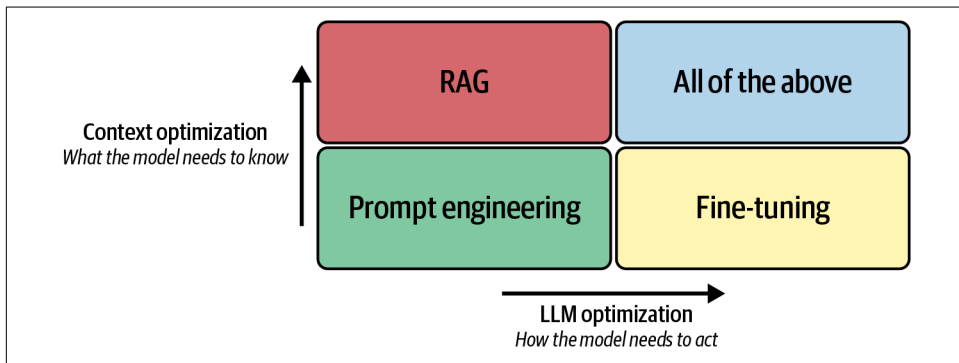 RAG
All of the above
Context optimization
What the model needs to know
Prompt engineering
Fine-tuning
LLM optimization
How the model needs to act